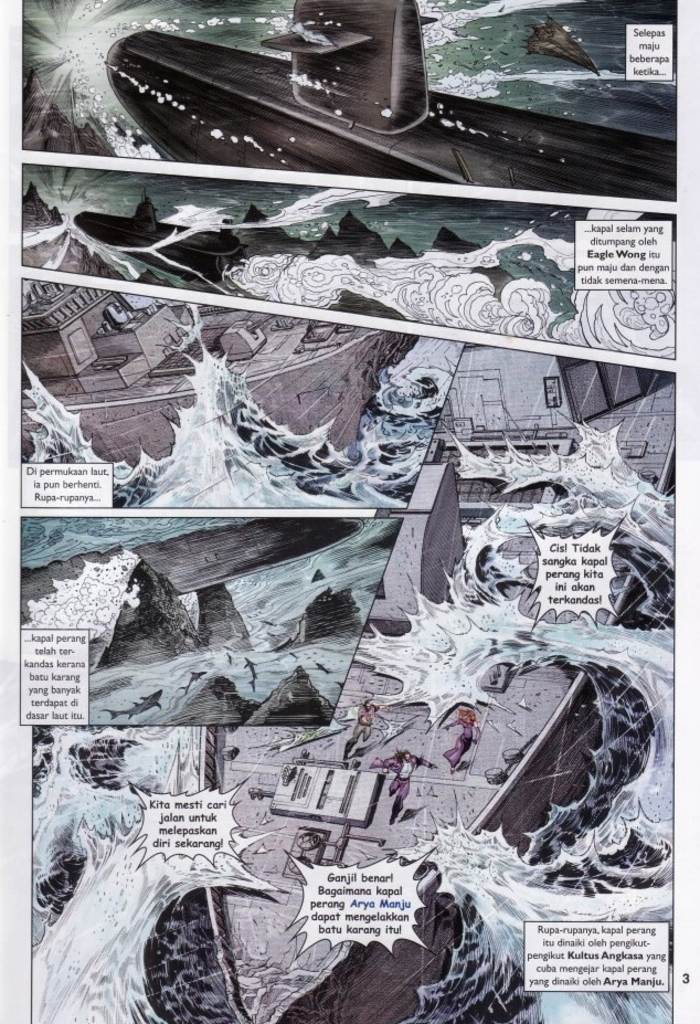 Selepas
maju
beberapa
ketika...
...kapal selam yang
ditumpang oleh
Eagle Wong itu
pun maju dan dengan
tidak semena-mena.
Di permukaan laut,
ia pun berhenti.
Rupa-rupanya...
Cis! Tidak
sangka kapal
perang kita
ini akan
terkandas!
...kapal perang
telah ter-
kandas kerana
batu karang
yang banyak
terdapat di
dasar laut itu.
Kita mesti cari
jalan untuk
melepaskan
diri sekarang!
Ganjil benar!
Bagaimana kapal
perang Arya Manju
dapat mengelakkan
batu karang itu!
Rupa-rupanya, kapal perang
itu dinaiki oleh pengikut-
pengikut Kultus Angkasa yang
cuba mengejar kapal perang
yang dinaiki oleh Arya Manju.
3